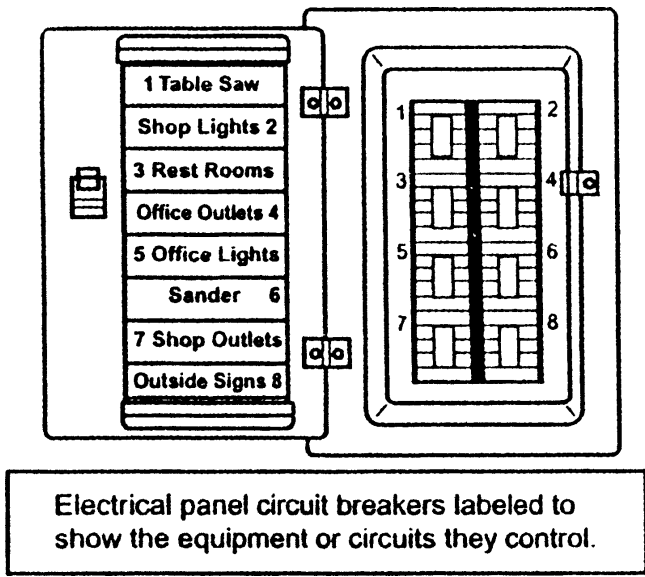 1 Table Saw
Shop Lights 2
3 Rest Rooms
Office Outlets 4
5 Office Lights
Sander 6
7 Shop Outlets
Outside Signs 8
1 2
3 4
5 6
7 8
Electrical panel circuit breakers labeled to
show the equipment or circuits they control.